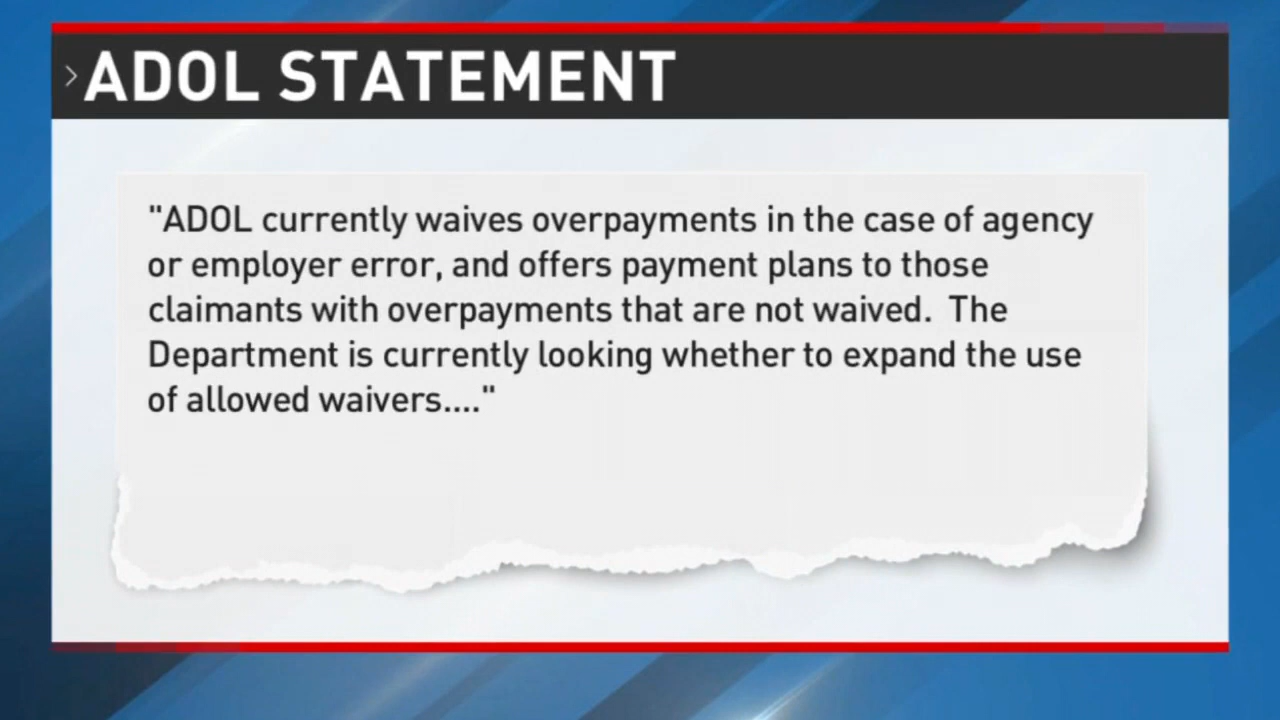 ADOL STATEMENT
"ADOL currently waives overpayments in the case of agency
or employer error, and offers payment plans to those
claimants with overpayments that are not waived.  The
Department is currently looking whether to expand the use
of allowed waivers...."